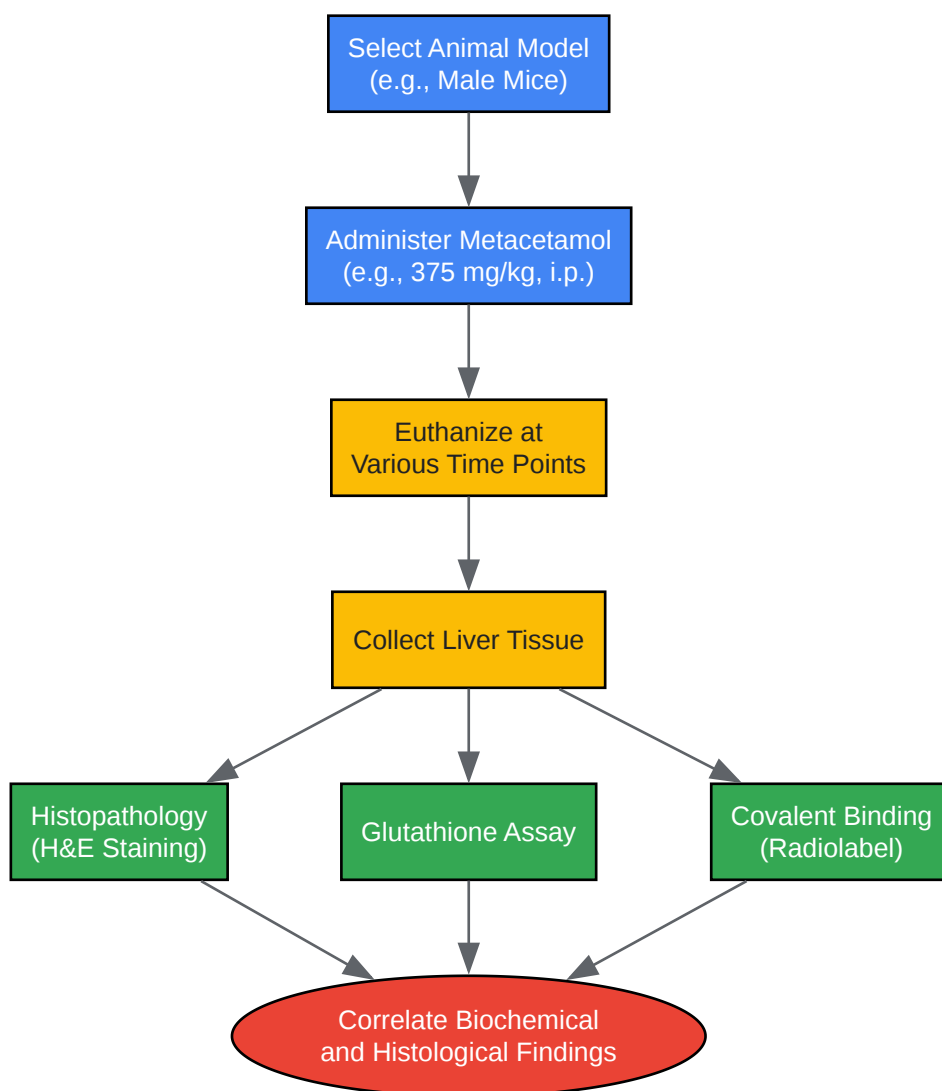 Select Animal Model
(e.g., Male Mice)
Administer Metacetamol
(e.g., 375 mg/kg, i.p.)
Euthanize at
Various Time Points
Collect Liver Tissue
Histopathology
(H&E Staining)
Glutathione Assay
Covalent Binding
(Radiolabel)
Correlate Biochemical
and Histological Findings